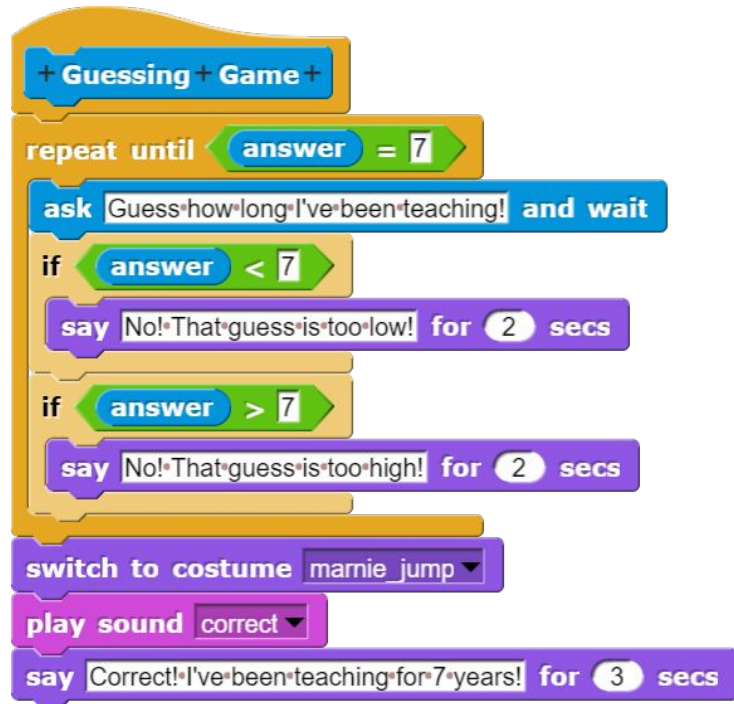 + Guessing + Game +
repeat until answer = 7
ask Guess how long I've been teaching! and wait
if answer < 7
say No! That guess is too low! for 2 secs
if answer > 7
say No! That guess is too high! for 2 secs
switch to costume marnie_jump
play sound correct
say Correct! I've been teaching for 7 years! for 3 secs